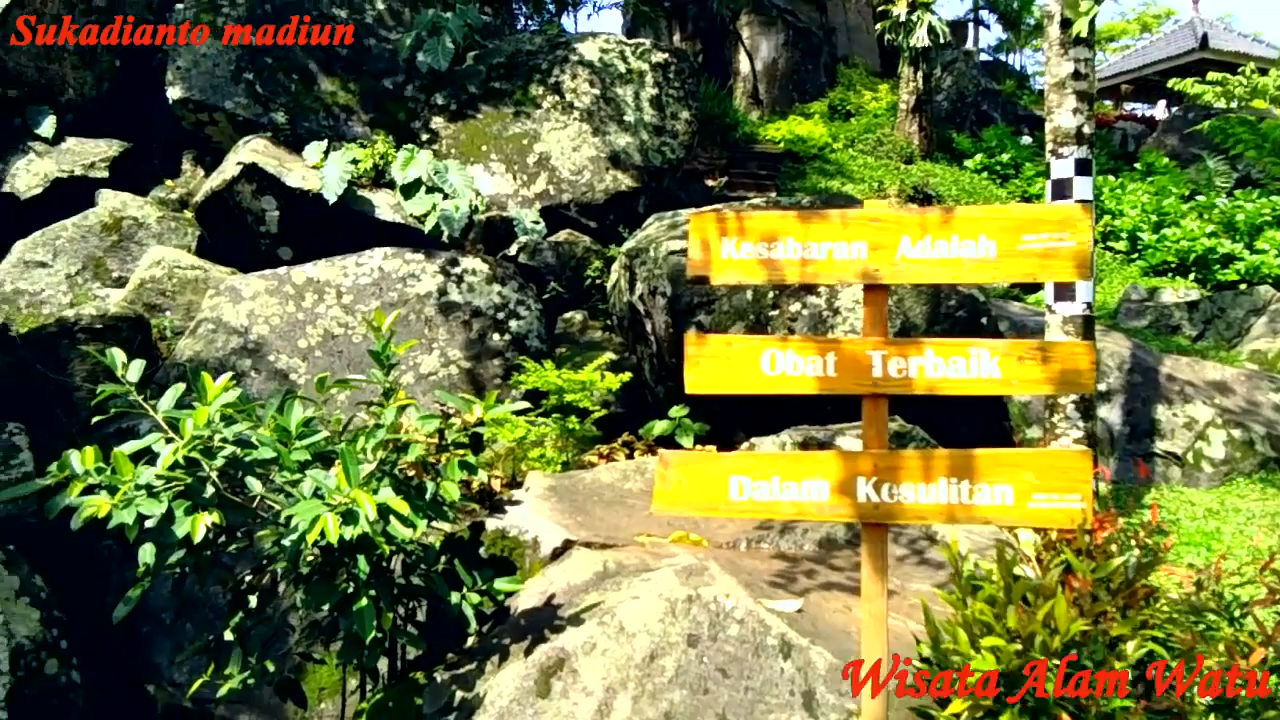 Sukadianto madiun
Kesabaran Adalah
Obat Terbaik
Dalam Kesulitan
Wisata Alam Watu